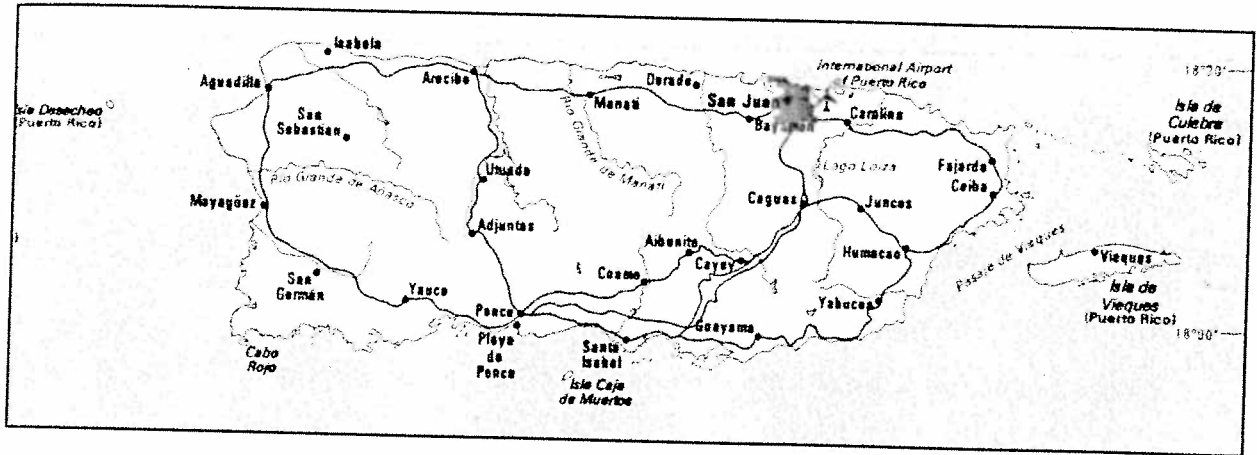 Isabela
Aguadilla
Arecibo
Dorado
International Airport
f Puerto Rico
18°20'
Isla Desecheo
(Puerto Rico)
San
Sebastian
Manatí
San Juan
Carolina
Isla de
Culebra
(Puerto Rico)
Rio Grande de Añasco
Rio Grande de Manatí
Utuado
Lago Loiza
Fajardo
Ceiba
Mayagüez
Adjuntas
Caguas
Juncos
Aibonito
Cayey
Humacao
Pasaje de Vieques
Vieques
San
Germán
Yauco
Coamo
Yabucoa
Isla de
Vieques
(Puerto Rico)
Ponce
Guayama
18°00'
Cabo
Rojo
Playa
de
Ponce
Santa
Isabel
Isla Caja
de Muertos